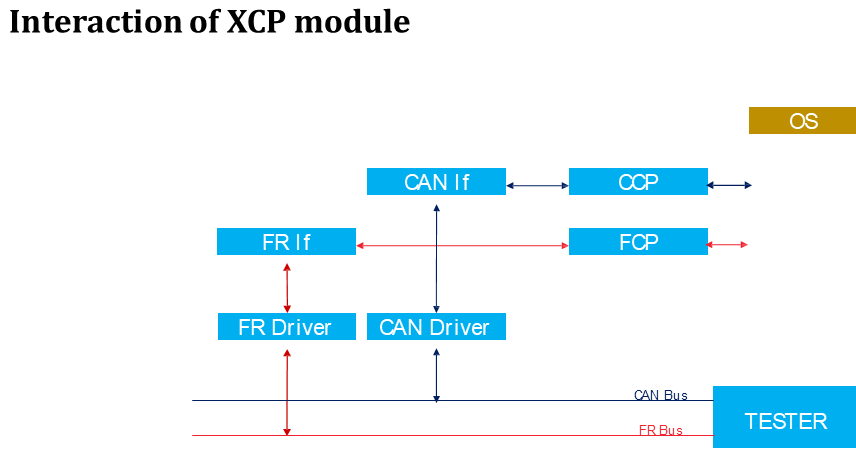 Interaction of XCP module
OS
CAN If
CCP
FR If
FCP
FR Driver
CAN Driver
CAN Bus
TESTER
FR Bus